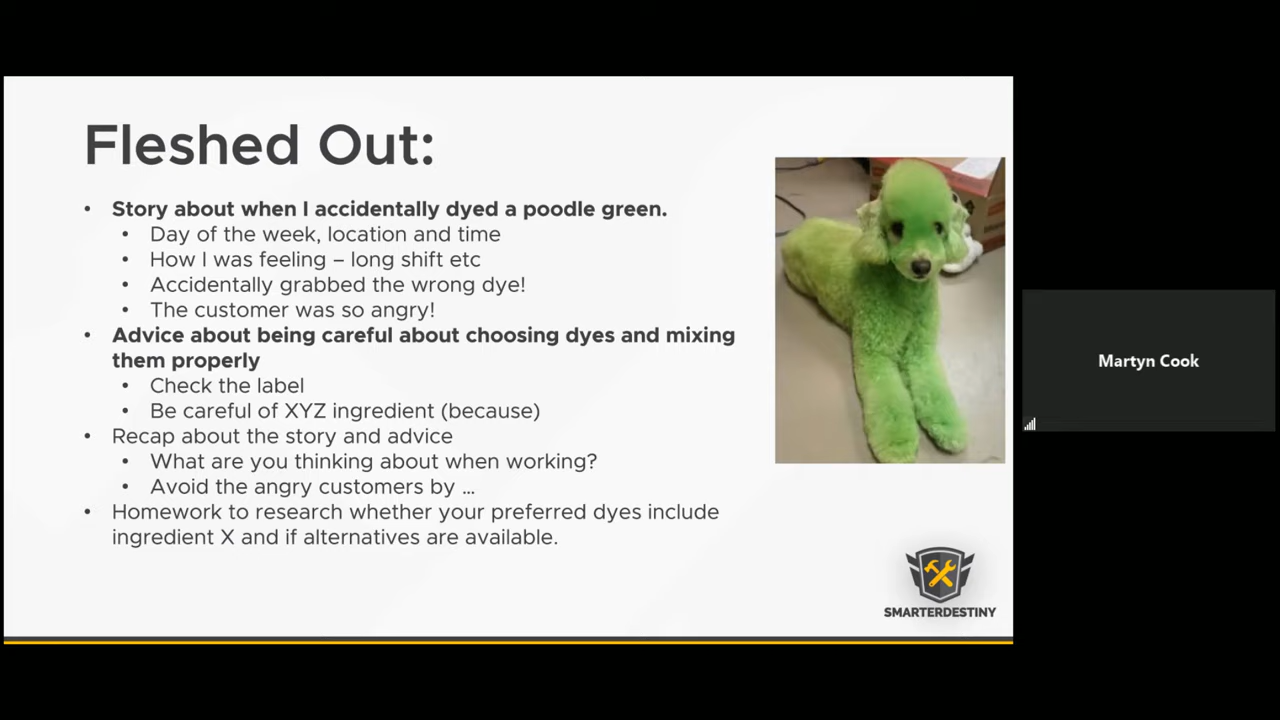 Fleshed Out:
• Story about when I accidentally dyed a poodle green.
• Day of the week, location and time
• How I was feeling – long shift etc
• Accidentally grabbed the wrong dye!
• The customer was so angry!
• Advice about being careful about choosing dyes and mixing
them properly
• Check the label
• Be careful of XYZ ingredient (because)
• Recap about the story and advice
• What are you thinking about when working?
• Avoid the angry customers by ...
• Homework to research whether your preferred dyes include
ingredient X and if alternatives are available.
SMARTERDESTINY
Martyn Cook